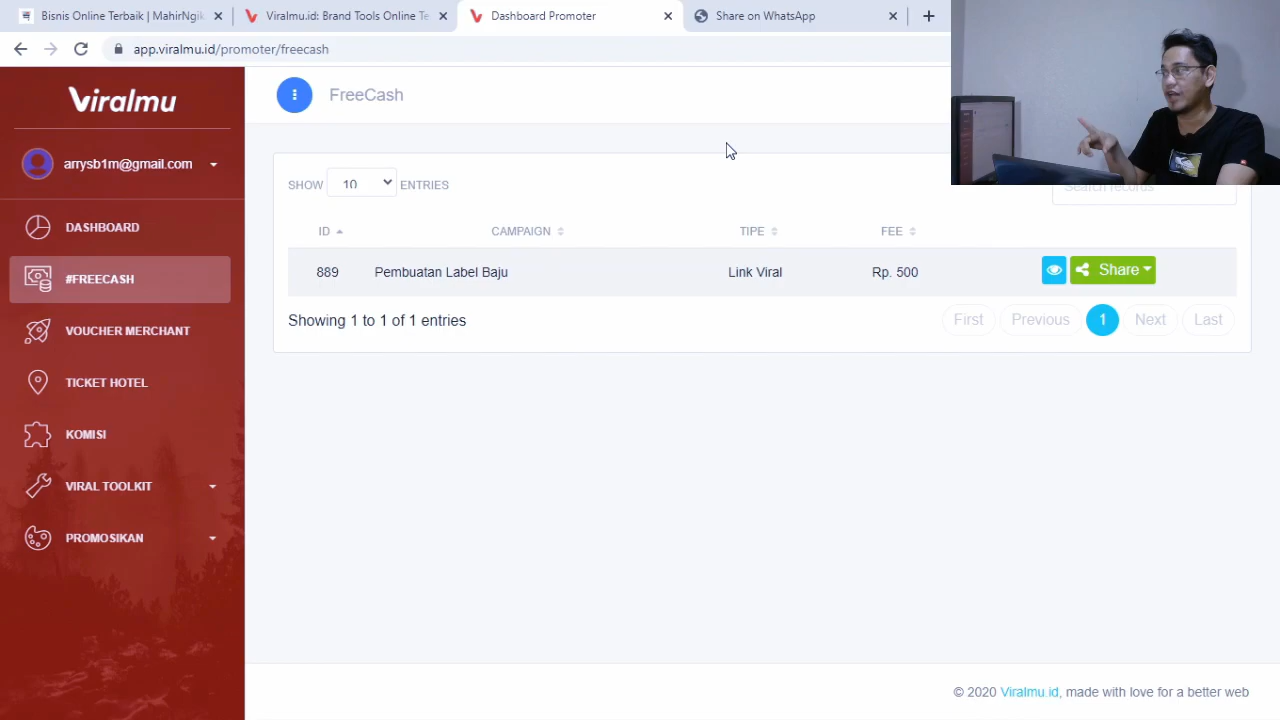 Bisnis Online Terbaik | MahirNgik
Viralmu.id: Brand Tools Online Te
Dashboard Promoter
Share on WhatsApp
app.viralmu.id/promoter/freecash
Viralmu
arrysb1m@gmail.com
DASHBOARD
#FREECASH
VOUCHER MERCHANT
TICKET HOTEL
KOMISI
VIRAL TOOLKIT
PROMOSIKAN
FreeCash
SHOW 10 ENTRIES
Search records
ID CAMPAIGN TIPE FEE
889 Pembuatan Label Baju Link Viral Rp. 500 Share
Showing 1 to 1 of 1 entries
First Previous 1 Next Last
© 2020 Viralmu.id, made with love for a better web